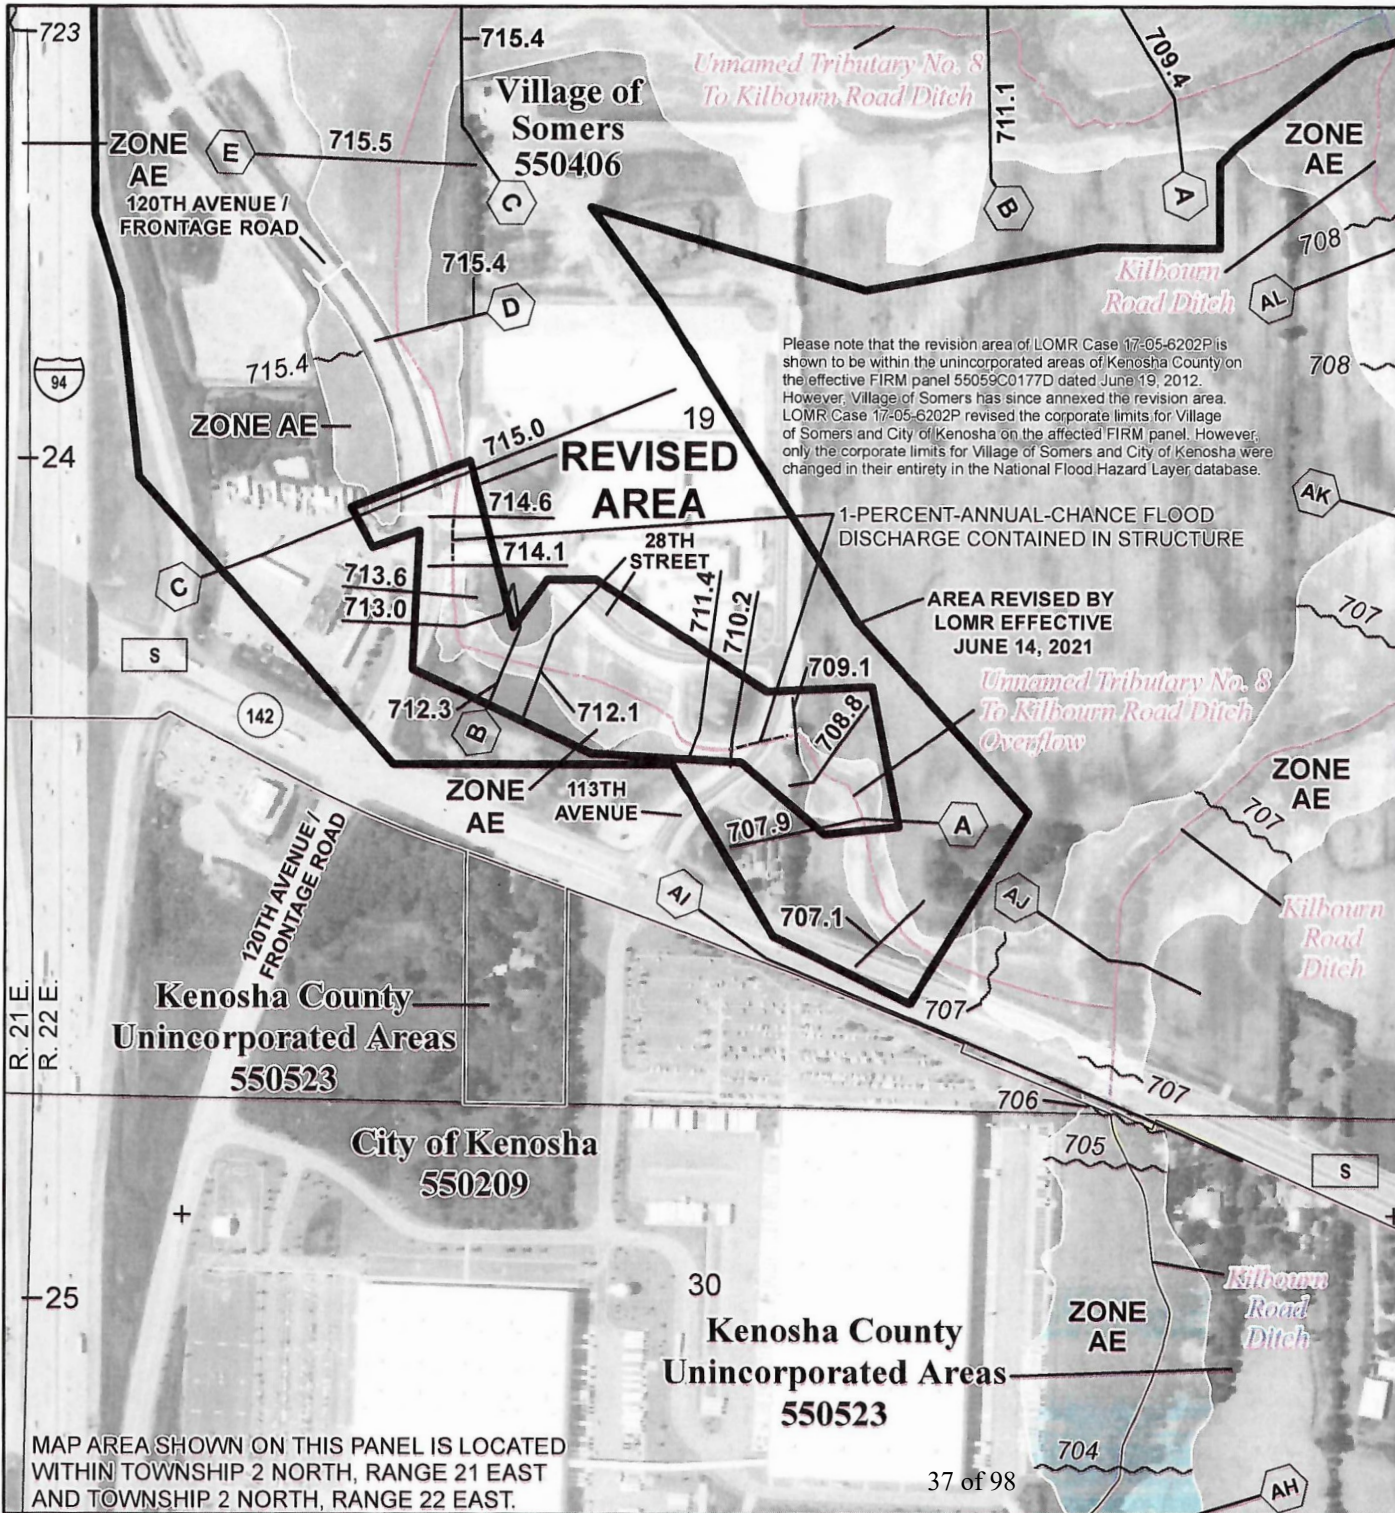 723
715.4
Unnamed Tributary No. 8
To Kilbourn Road Ditch
709.4
Village of
Somers
550406
711.1
ZONE
AE
E
715.5
ZONE
AE
120TH AVENUE /
FRONTAGE ROAD
C
B
A
708
715.4
Kilbourn
Road Ditch
AL
D
Please note that the revision area of LOMR Case 17-05-6202P is
shown to be within the unincorporated areas of Kenosha County on
the effective FIRM panel 55059C0177D dated June 19, 2012.
However, Village of Somers has since annexed the revision area.
LOMR Case 17-05-6202P revised the corporate limits for Village
of Somers and City of Kenosha on the affected FIRM panel. However,
only the corporate limits for Village of Somers and City of Kenosha were
changed in their entirety in the National Flood Hazard Layer database.
715.4
708
94
ZONE AE
19
715.0
24
REVISED
AREA
AK
714.6
1-PERCENT-ANNUAL-CHANCE FLOOD
DISCHARGE CONTAINED IN STRUCTURE
28TH
STREET
714.1
713.6
C
713.0
711.4
710.2
AREA REVISED BY
LOMR EFFECTIVE
JUNE 14, 2021
707
S
709.1
Unnamed Tributary No. 8
To Kilbourn Road Ditch
Overflow
142
712.3
712.1
708.8
B
ZONE
AE
113TH
AVENUE
ZONE
AE
707
707.9
A
120TH AVENUE /
FRONTAGE ROAD
AI
AJ
707.1
Kilbourn
Road
Ditch
R. 21 E.
R. 22 E.
Kenosha County
Unincorporated Areas
550523
707
707
706
705
City of Kenosha
550209
S
30
25
Kilbourn
Road
Ditch
ZONE
AE
Kenosha County
Unincorporated Areas
550523
MAP AREA SHOWN ON THIS PANEL IS LOCATED
WITHIN TOWNSHIP 2 NORTH, RANGE 21 EAST
AND TOWNSHIP 2 NORTH, RANGE 22 EAST.
704
37 of 98
AH